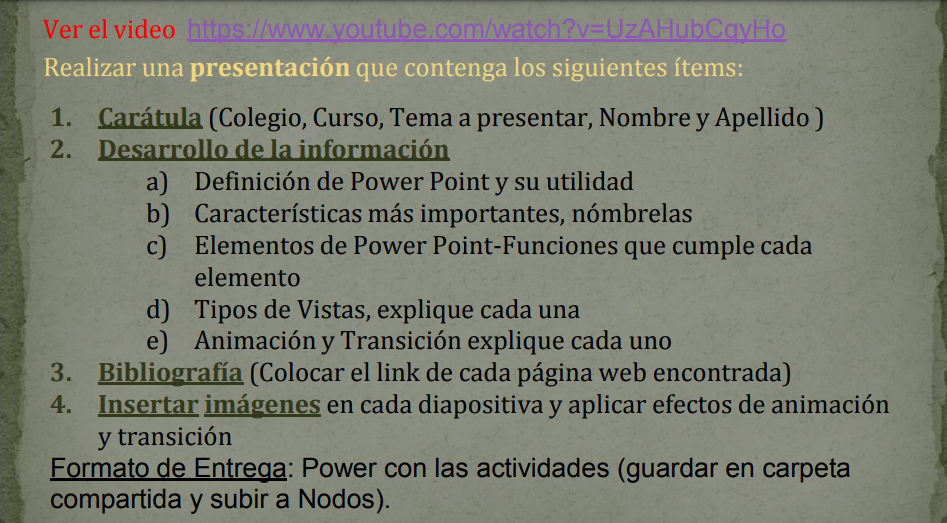 Ver el video https://www.youtube.com/watch?v=UzAHubCqyHo
Realizar una presentación que contenga los siguientes ítems:
1. Carátula (Colegio, Curso, Tema a presentar, Nombre y Apellido )
2. Desarrollo de la información
a) Definición de Power Point y su utilidad
b) Características más importantes, nómbrelas
c) Elementos de Power Point-Funciones que cumple cada
elemento
d) Tipos de Vistas, explique cada una
e) Animación y Transición explique cada uno
3. Bibliografía (Colocar el link de cada página web encontrada)
4. Insertar imágenes en cada diapositiva y aplicar efectos de animación
y transición
Formato de Entrega: Power con las actividades (guardar en carpeta
compartida y subir a Nodos).